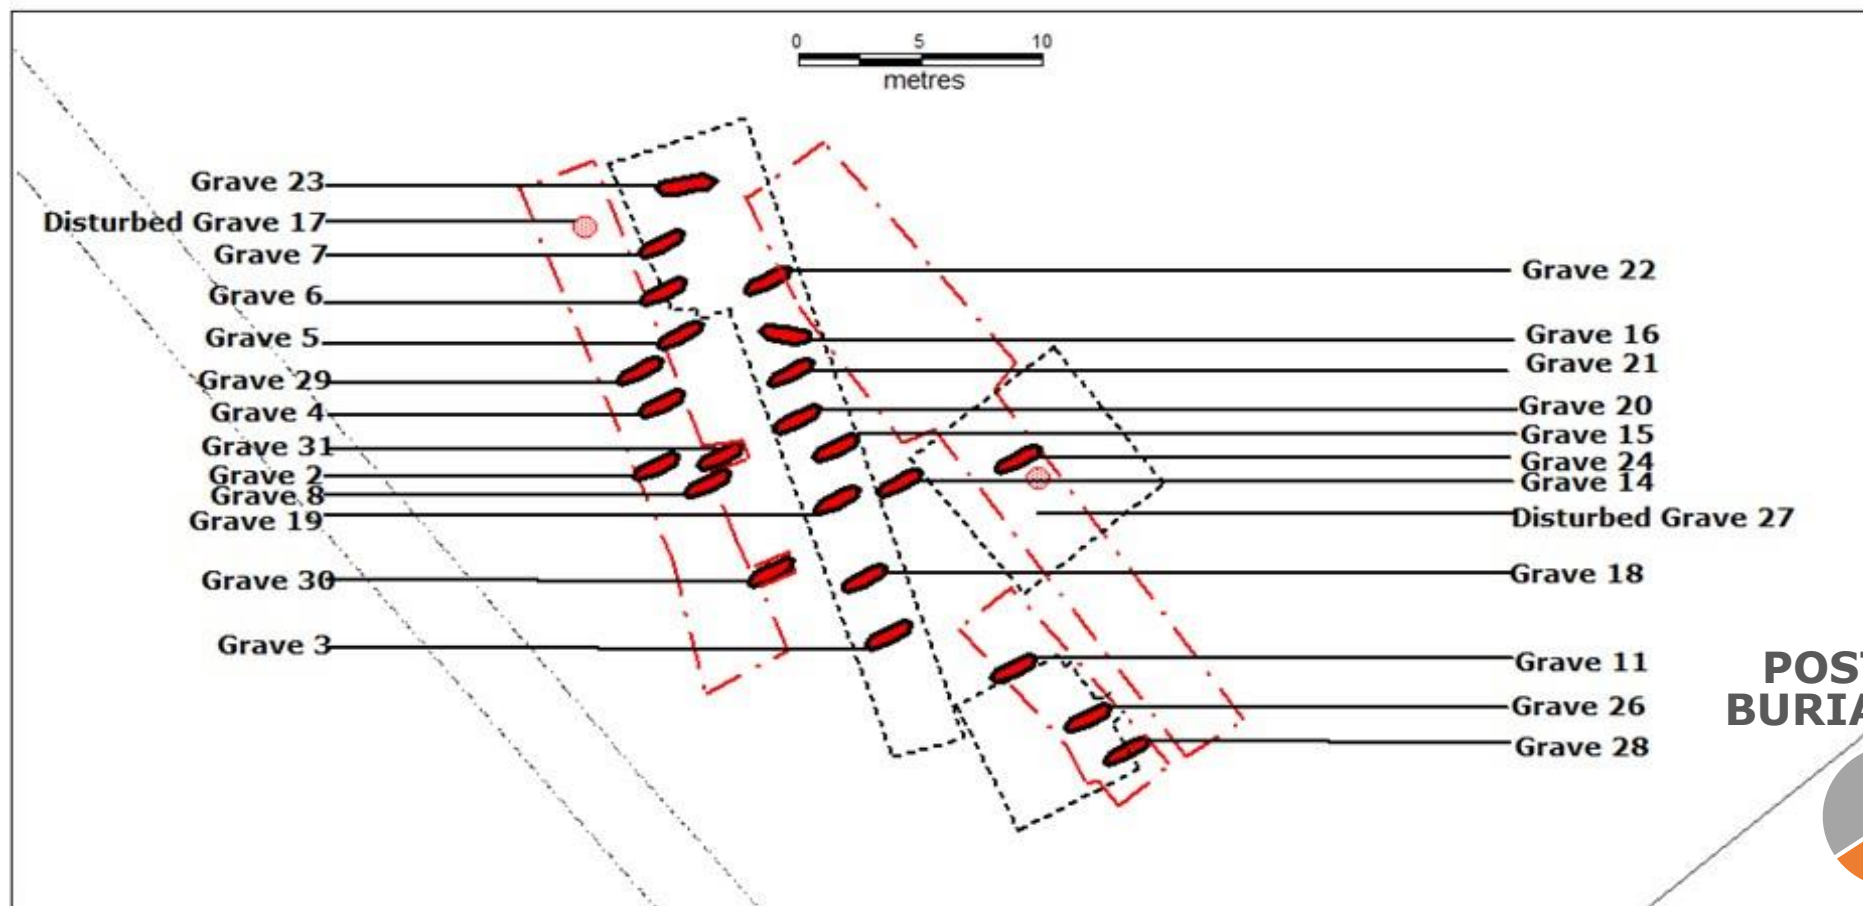 0 5 10
metres
Grave 23
Disturbed Grave 17
Grave 7
Grave 6
Grave 5
Grave 29
Grave 4
Grave 31
Grave 2
Grave 8
Grave 19
Grave 30
Grave 3
Grave 22
Grave 16
Grave 21
Grave 20
Grave 15
Grave 24
Grave 14
Disturbed Grave 27
Grave 18
Grave 11
Grave 26
Grave 28